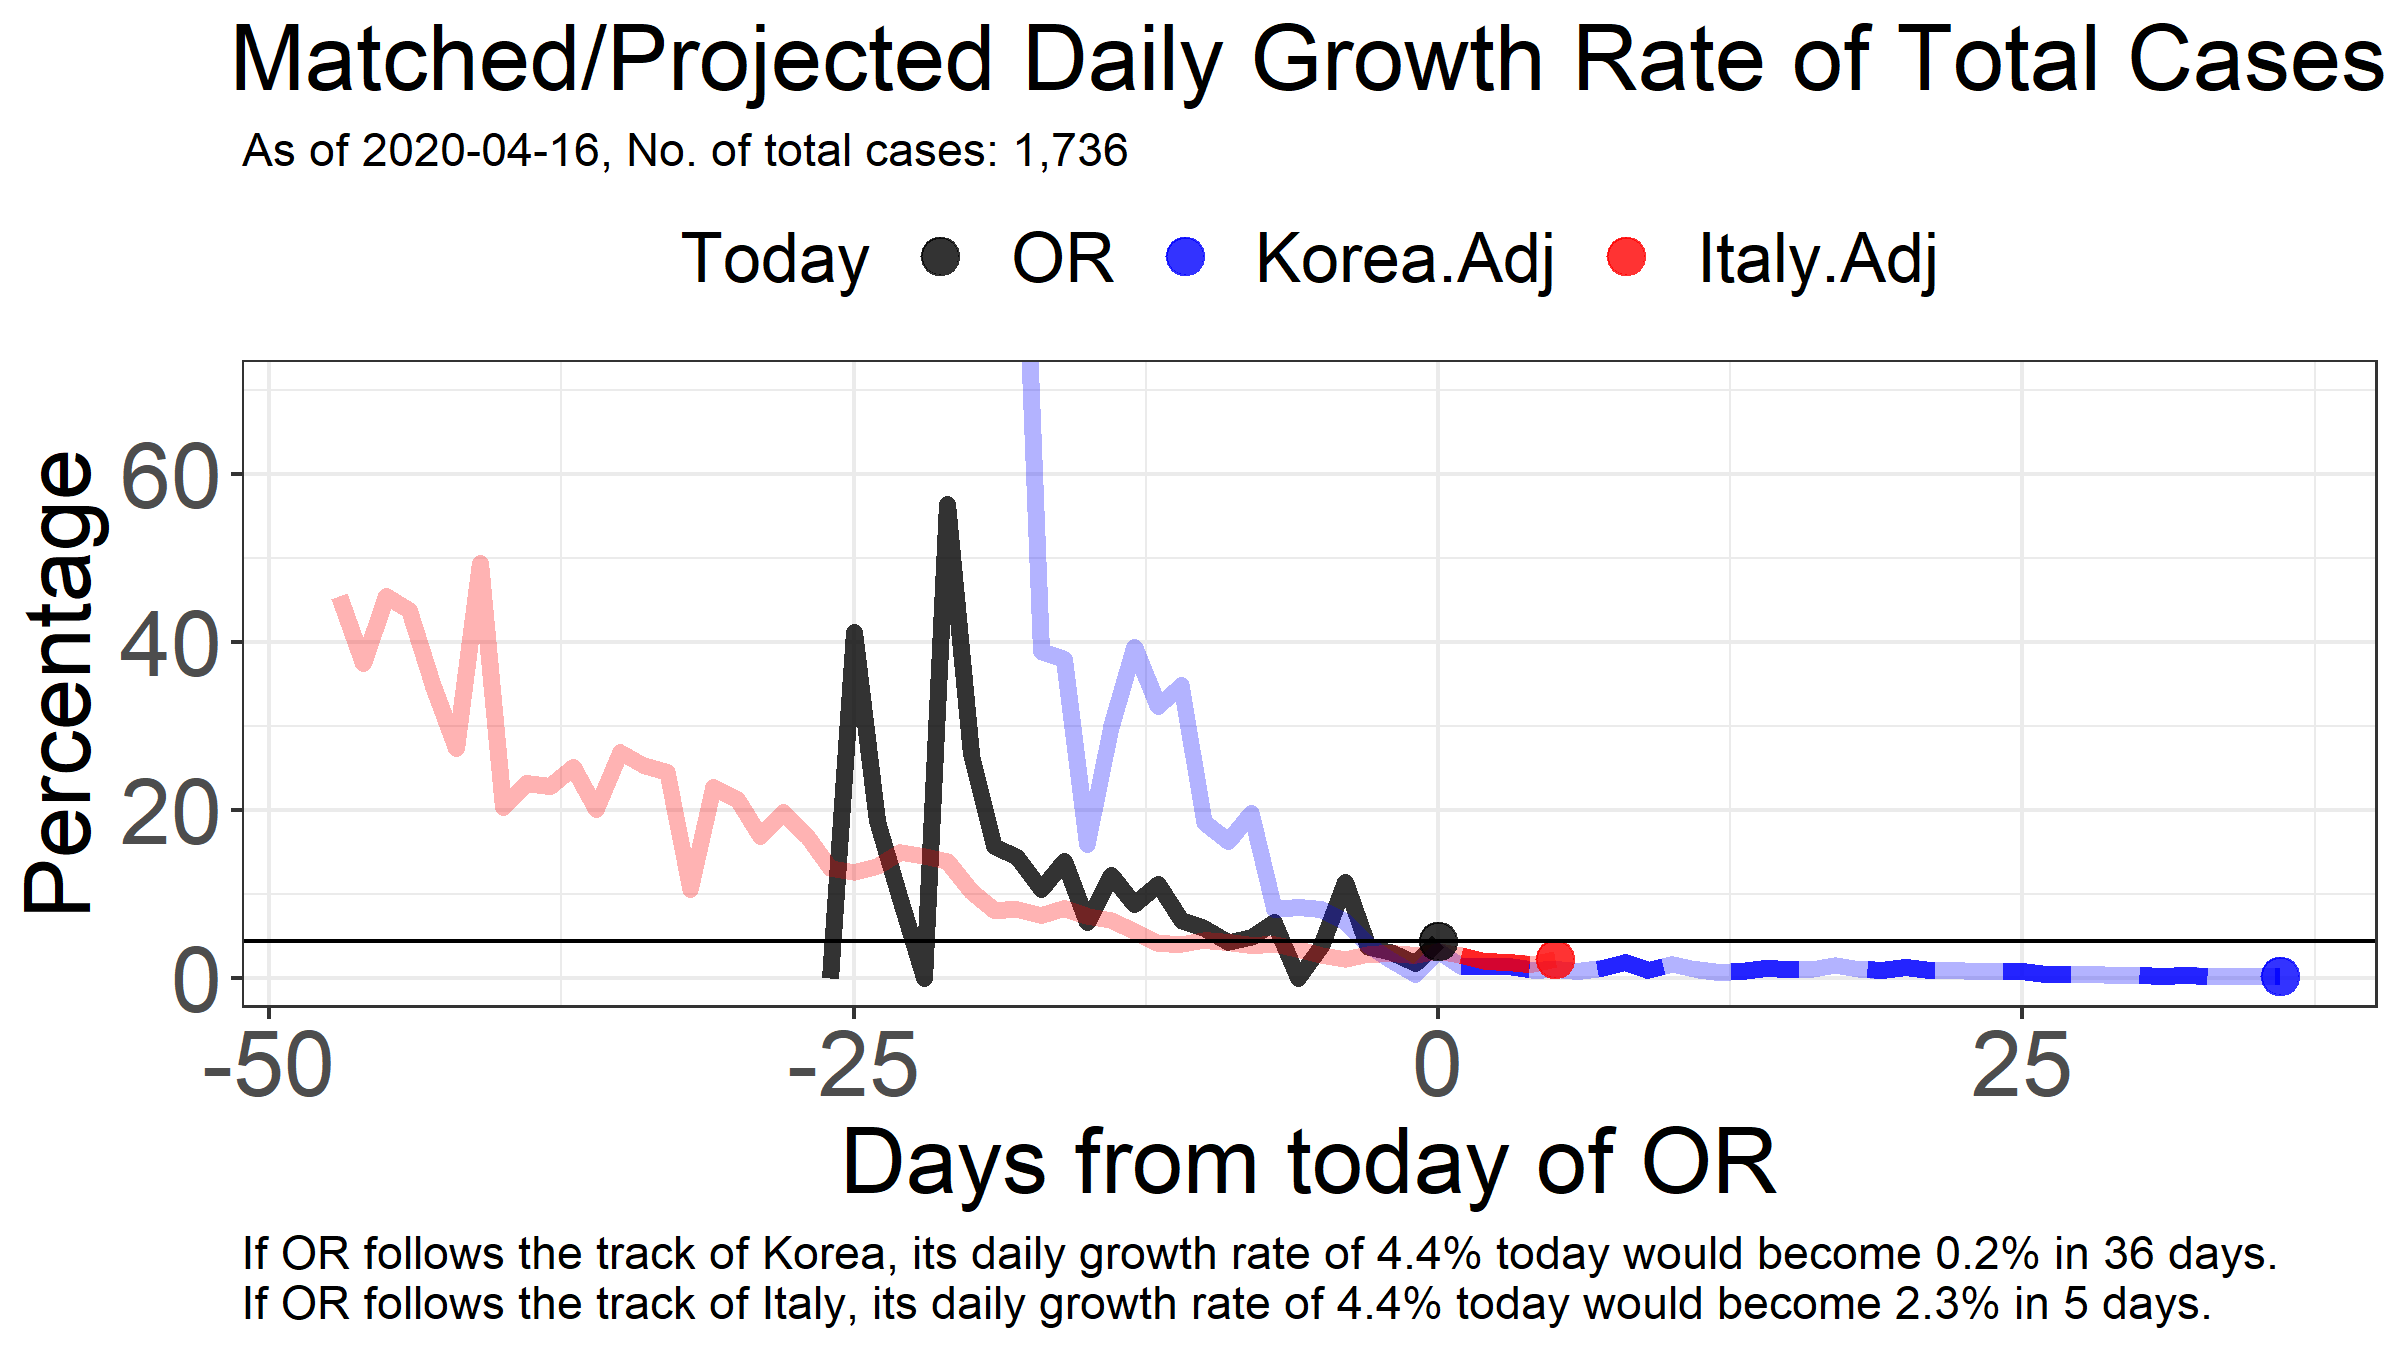 Matched/Projected Daily Growth Rate of Total Cases
As of 2020-04-16, No. of total cases: 1,736
Today OR Korea.Adj Italy.Adj
Percentage
60
40
20
0
-50 -25 0 25
Days from today of OR
If OR follows the track of Korea, its daily growth rate of 4.4% today would become 0.2% in 36 days.
If OR follows the track of Italy, its daily growth rate of 4.4% today would become 2.3% in 5 days.